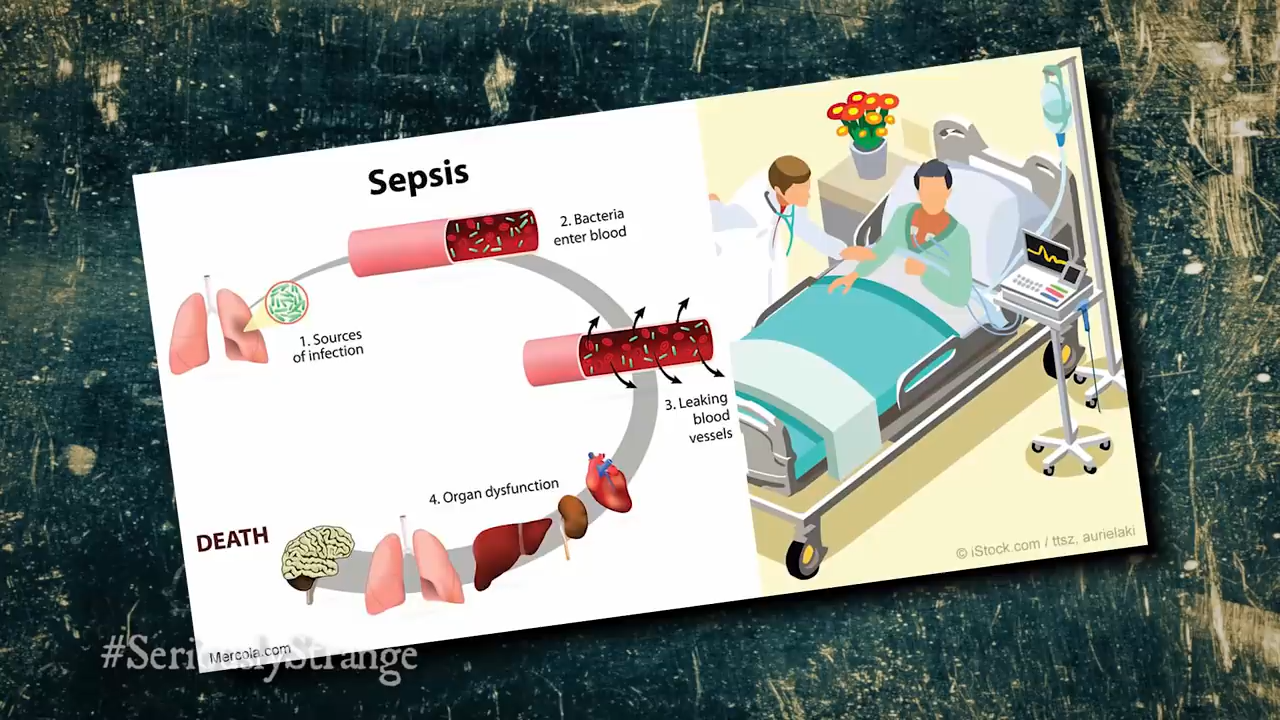 Sepsis
2. Bacteria
enter blood
1. Sources
of infection
3. Leaking
blood
vessels
4. Organ dysfunction
DEATH
© iStock.com / ttsz, aurielaki
Mercola.com
#SeriouslyStrange